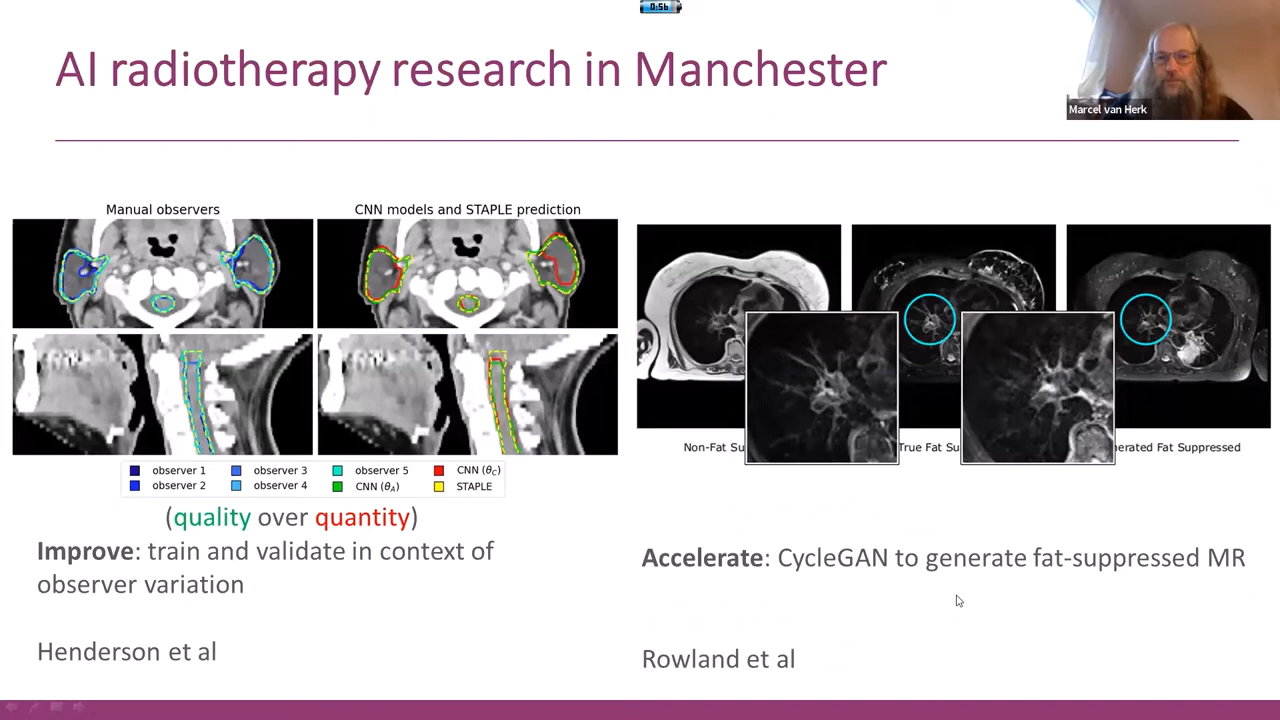 0:56
AI radiotherapy research in Manchester
Marcel van Herk
Manual observers
CNN models and STAPLE prediction
observer 1
observer 3
observer 5
CNN (θC)
observer 2
observer 4
CNN (θA)
STAPLE
(quality over quantity)
Improve: train and validate in context of
observer variation
Henderson et al
Non-Fat Su
True Fat Su
nerated Fat Suppressed
Accelerate: CycleGAN to generate fat-suppressed MR
Rowland et al